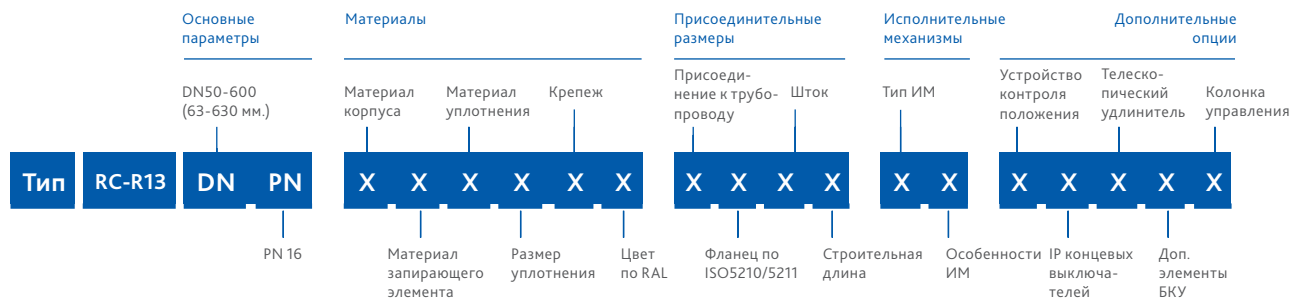 Основные
параметры
Материалы
Присоединительные
размеры
Исполнительные
механизмы
Дополнительные
опции
DN50-600
(63-630 мм.)
Материал
корпуса
Материал
уплотнения
Крепеж
Присоеди-
нение к трубо-
проводу
Шток
Тип ИМ
Устройство
контроля
положения
Телеско-
пический
удлинитель
Колонка
управления
Тип RC-R13 DN PN X X X X X X X X X X X X X X X X X
PN 16
Материал
запирающего
элемента
Размер
уплотнения
Цвет
по RAL
Фланец по
ISO5210/5211
Строительная
длина
Особенности
ИМ
IP концевых
выключа-
телей
Доп.
элементы
БКУ